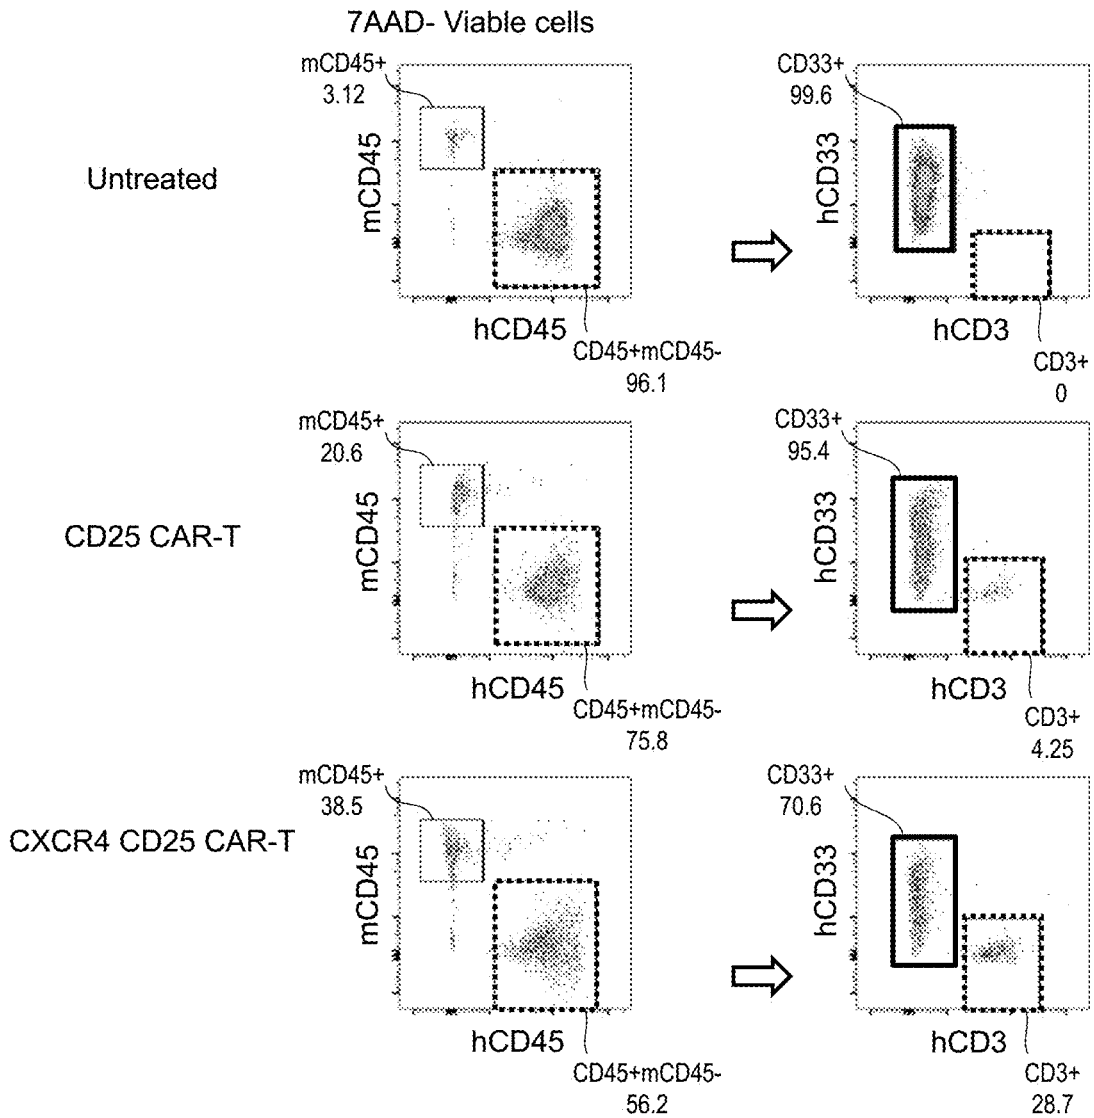 7AAD- Viable cells
mCD45+
3.12
CD33+
99.6
Untreated
mCD45
hCD33
hCD45
hCD3
CD45+mCD45-
96.1
CD3+
0
mCD45+
20.6
CD33+
95.4
CD25 CAR-T
mCD45
hCD33
hCD45
hCD3
CD45+mCD45-
75.8
CD3+
4.25
mCD45+
38.5
CD33+
70.6
CXCR4 CD25 CAR-T
mCD45
hCD33
hCD45
hCD3
CD45+mCD45-
56.2
CD3+
28.7